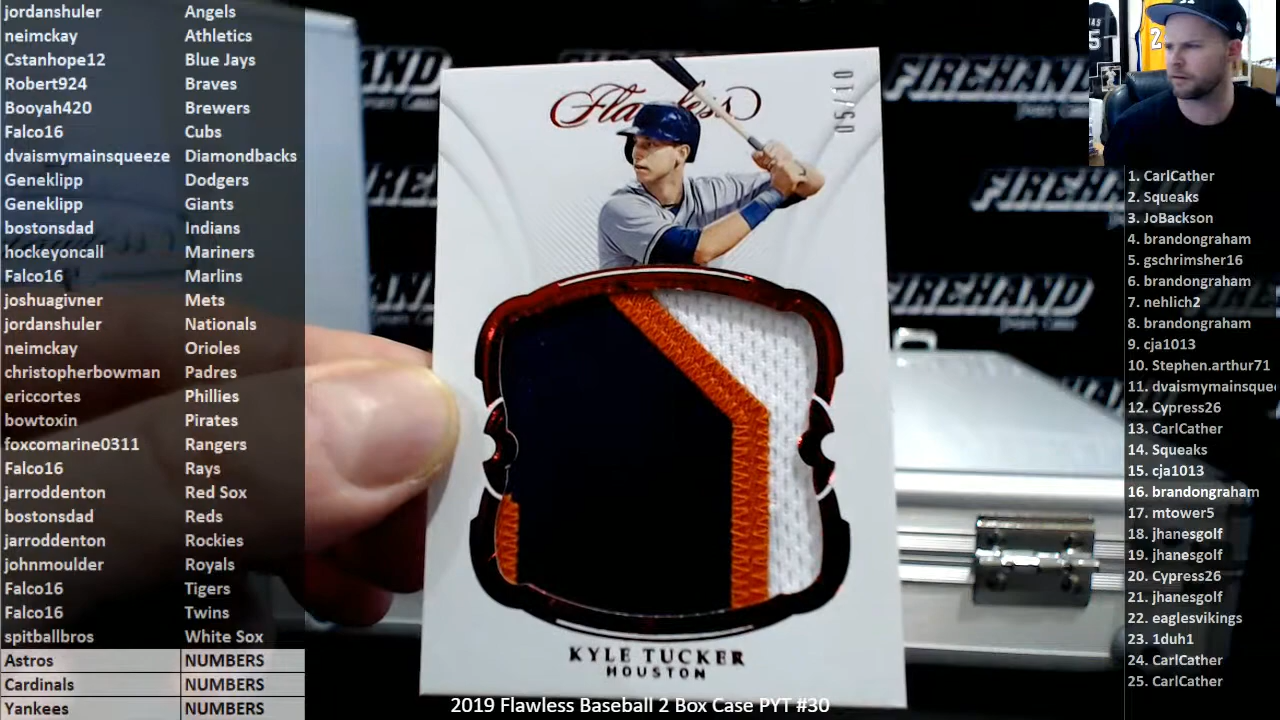 jordanshuler Angels
neimckay Athletics
Cstanhope12 Blue Jays
Robert924 Braves
Booyah420 Brewers
Falco16 Cubs
dvaismymainsqueeze Diamondbacks
Geneklipp Dodgers
Geneklipp Giants
bostonsdad Indians
hockeyoncall Mariners
Falco16 Marlins
joshuagivner Mets
jordanshuler Nationals
neimckay Orioles
christopherbowman Padres
ericcortes Phillies
bowtoxin Pirates
foxcomarine0311 Rangers
Falco16 Rays
jarroddenton Red Sox
bostonsdad Reds
jarroddenton Rockies
johnmoulder Royals
Falco16 Tigers
Falco16 Twins
spitballbros White Sox
Astros NUMBERS
Cardinals NUMBERS
Yankees NUMBERS
Flawless
05/10
KYLE TUCKER
HOUSTON
2019 Flawless Baseball 2 Box Case PYT #30
FIREHAND
FIREHAND
FIREHAND
1. CarlCather
2. Squeaks
3. JoBackson
4. brandongraham
5. gschrimsher16
6. brandongraham
7. nehlich2
8. brandongraham
9. cja1013
10. Stephen.arthur71
11. dvaismymainsquee
12. Cypress26
13. CarlCather
14. Squeaks
15. cja1013
16. brandongraham
17. mtower5
18. jhanesgolf
19. jhanesgolf
20. Cypress26
21. jhanesgolf
22. eaglesvikings
23. 1duh1
24. CarlCather
25. CarlCather